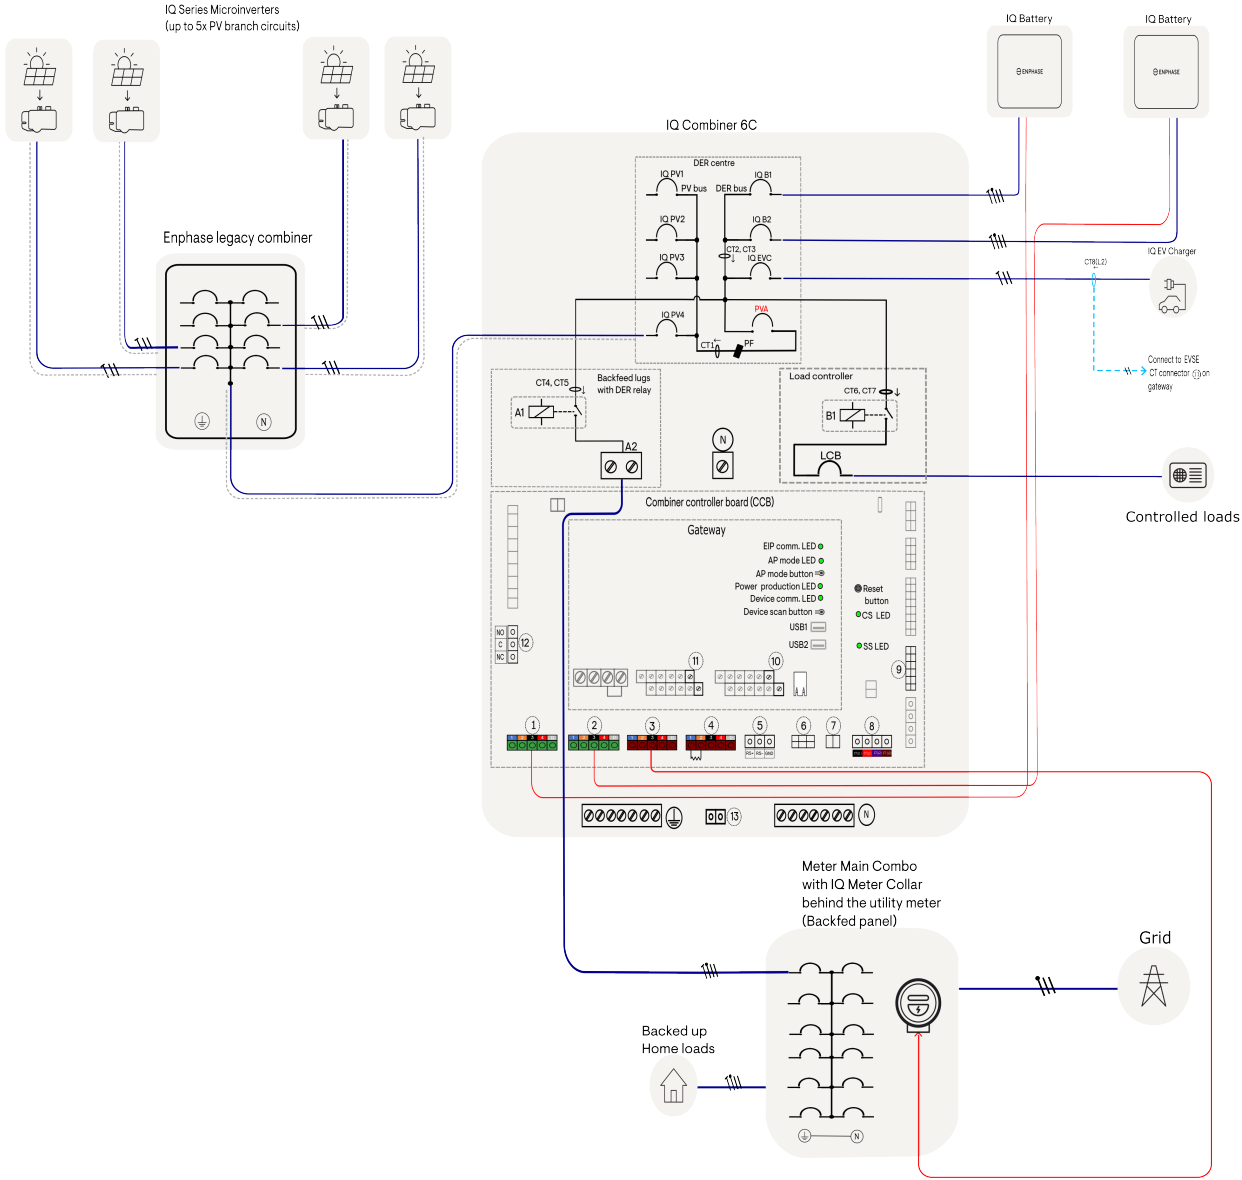 IQ Series Microinverters
(up to 5x PV branch circuits)
IQ Battery
IQ Battery
ENPHASE
ENPHASE
IQ Combiner 6C
DER centre
IQ PV1
PV bus
DER bus
IQ B1
IQ PV2
IQ B2
CT2, CT3
IQ PV3
IQ EVC
IQ PV4
PVA
CT1
PF
Enphase legacy combiner
N
IQ EV Charger
CT8(L2)
Connect to EVSE
CT connector 11 on
gateway
Backfeed lugs
with DER relay
CT4, CT5
A1
A2
N
Load controller
CT6, CT7
B1
LCB
Controlled loads
Combiner controller board (CCB)
Gateway
EIP comm. LED
AP mode LED
AP mode button
Power production LED
Device comm. LED
Device scan button
USB1
USB2
Reset
button
CS LED
SS LED
NO
C
NC
12
11
10
9
1
2
3
4
5
6
7
8
RS+ RS- GND
13
N
Meter Main Combo
with IQ Meter Collar
behind the utility meter
(Backfed panel)
Grid
Backed up
Home loads
N